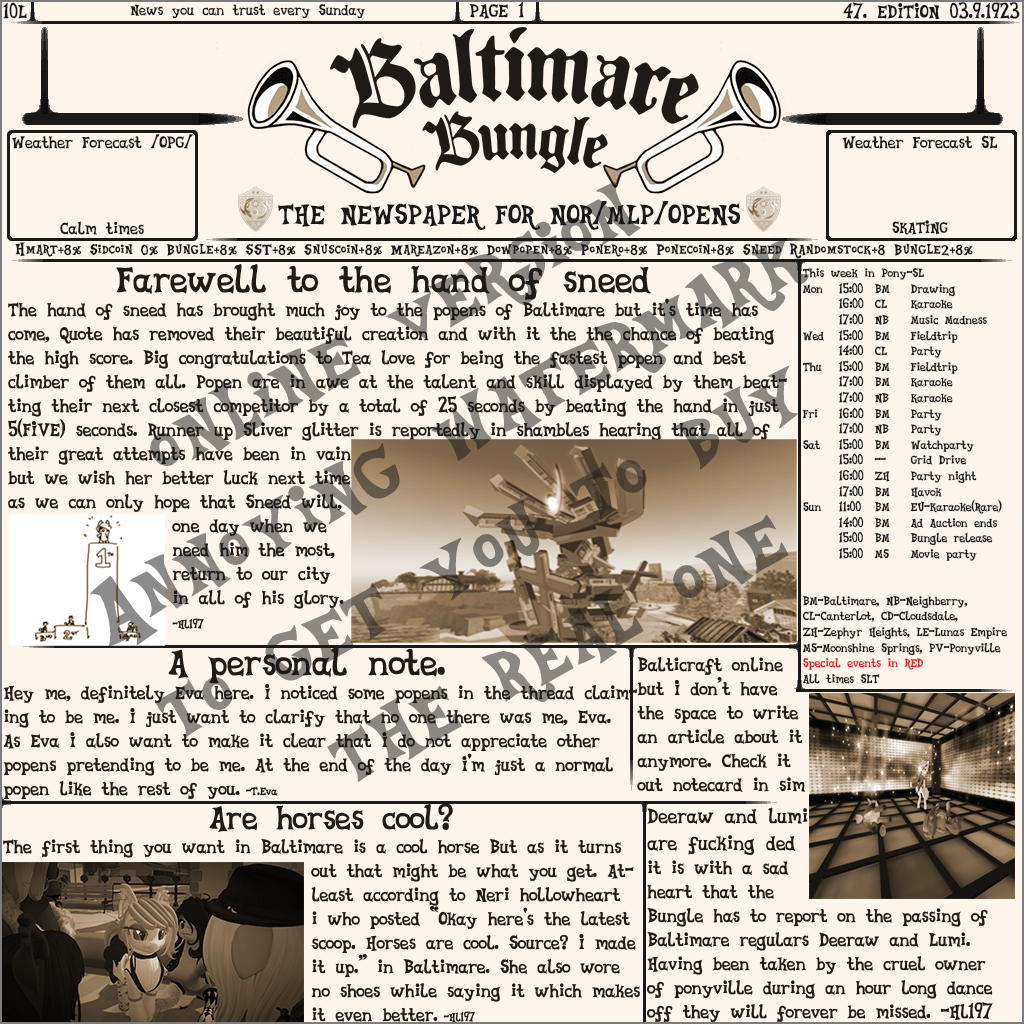 10L
News you can trust every Sunday
PAGE 1
47. EDITION 03.9.1923
Baltimare
Bungle
THE NEWSPAPER FOR NOR/MLP/OPENS
Weather Forecast /OPG/
Calm times
Weather Forecast SL
SKATING
HMART+8% SIDCOIN 0% BUNGLE+8% SST+8% SNUSCOIN+8% MAREAZON+8% DOWPOPEN+8% PONERO+8% PONECOIN+8% SNEED RANDOMSTOCK+8 BUNGLE2+8%
Farewell to the hand of sneed
The hand of sneed has brought much joy to the popens of Baltimare but it's time has
come, Quote has removed their beautiful creation and with it the the chance of beating
the high score. Big congratulations to Tea love for being the fastest popen and best
climber of them all. Popen are in awe at the talent and skill displayed by them beat-
ting their next closest competitor by a total of 25 seconds by beating the hand in just
5(FIVE) seconds. Runner up Sliver glitter is reportedly in shambles hearing that all of
their great attempts have been in vain
but we wish her better luck next time
as we can only hope that Sneed will,
one day when we
need him the most,
return to our city
in all of his glory.
-HL197
1st
2nd
This week in Pony-SL
Mon 15:00 BM Drawing
16:00 CL Karaoke
17:00 NB Music Madness
Wed 15:00 BM Fieldtrip
14:00 CL Party
Thu 15:00 BM Fieldtrip
17:00 BM Karaoke
17:00 NB Karaoke
Fri 16:00 BM Party
17:00 NB Party
Sat 15:00 BM Watchparty
15:00 --- Grid Drive
16:00 ZH Party night
17:00 BM Havok
Sun 11:00 BM EU-Karaoke(Rare)
14:00 BM Ad Auction ends
15:00 BM Bungle release
15:00 MS Movie party
BM-Baltimare, NB-Neighberry,
CL-Canterlot, CD-Cloudsdale,
ZH-Zephyr Heights, LE-Lunas Empire
MS-Moonshine Springs, PV-Ponyville
Special events in RED
All times SLT
A personal note.
Hey me, definitely Eva here. I noticed some popens in the thread claim-
ing to be me. I just want to clarify that no one there was me, Eva.
As Eva I also want to make it clear that I do not appreciate other
popens pretending to be me. At the end of the day I'm just a normal
popen like the rest of you. -T.Eva
Balticraft online
but I don't have
the space to write
an article about it
anymore. Check it
out notecard in sim
Are horses cool?
The first thing you want in Baltimare is a cool horse But as it turns
out that might be what you get. At-
least according to Neri hollowheart
I who posted "Okay here's the latest
scoop. Horses are cool. Source? I made
it up." in Baltimare. She also wore
no shoes while saying it which makes
it even better. -HL197
Deeraw and Lumi
are fucking ded
it is with a sad
heart that the
Bungle has to report on the passing of
Baltimare regulars Deeraw and Lumi.
Having been taken by the cruel owner
of ponyville during an hour long dance
off they will forever be missed. -HL197
ONLINE VERSION
ANNOYING WATERMARK
TO GET YOU TO BUY
THE REAL ONE